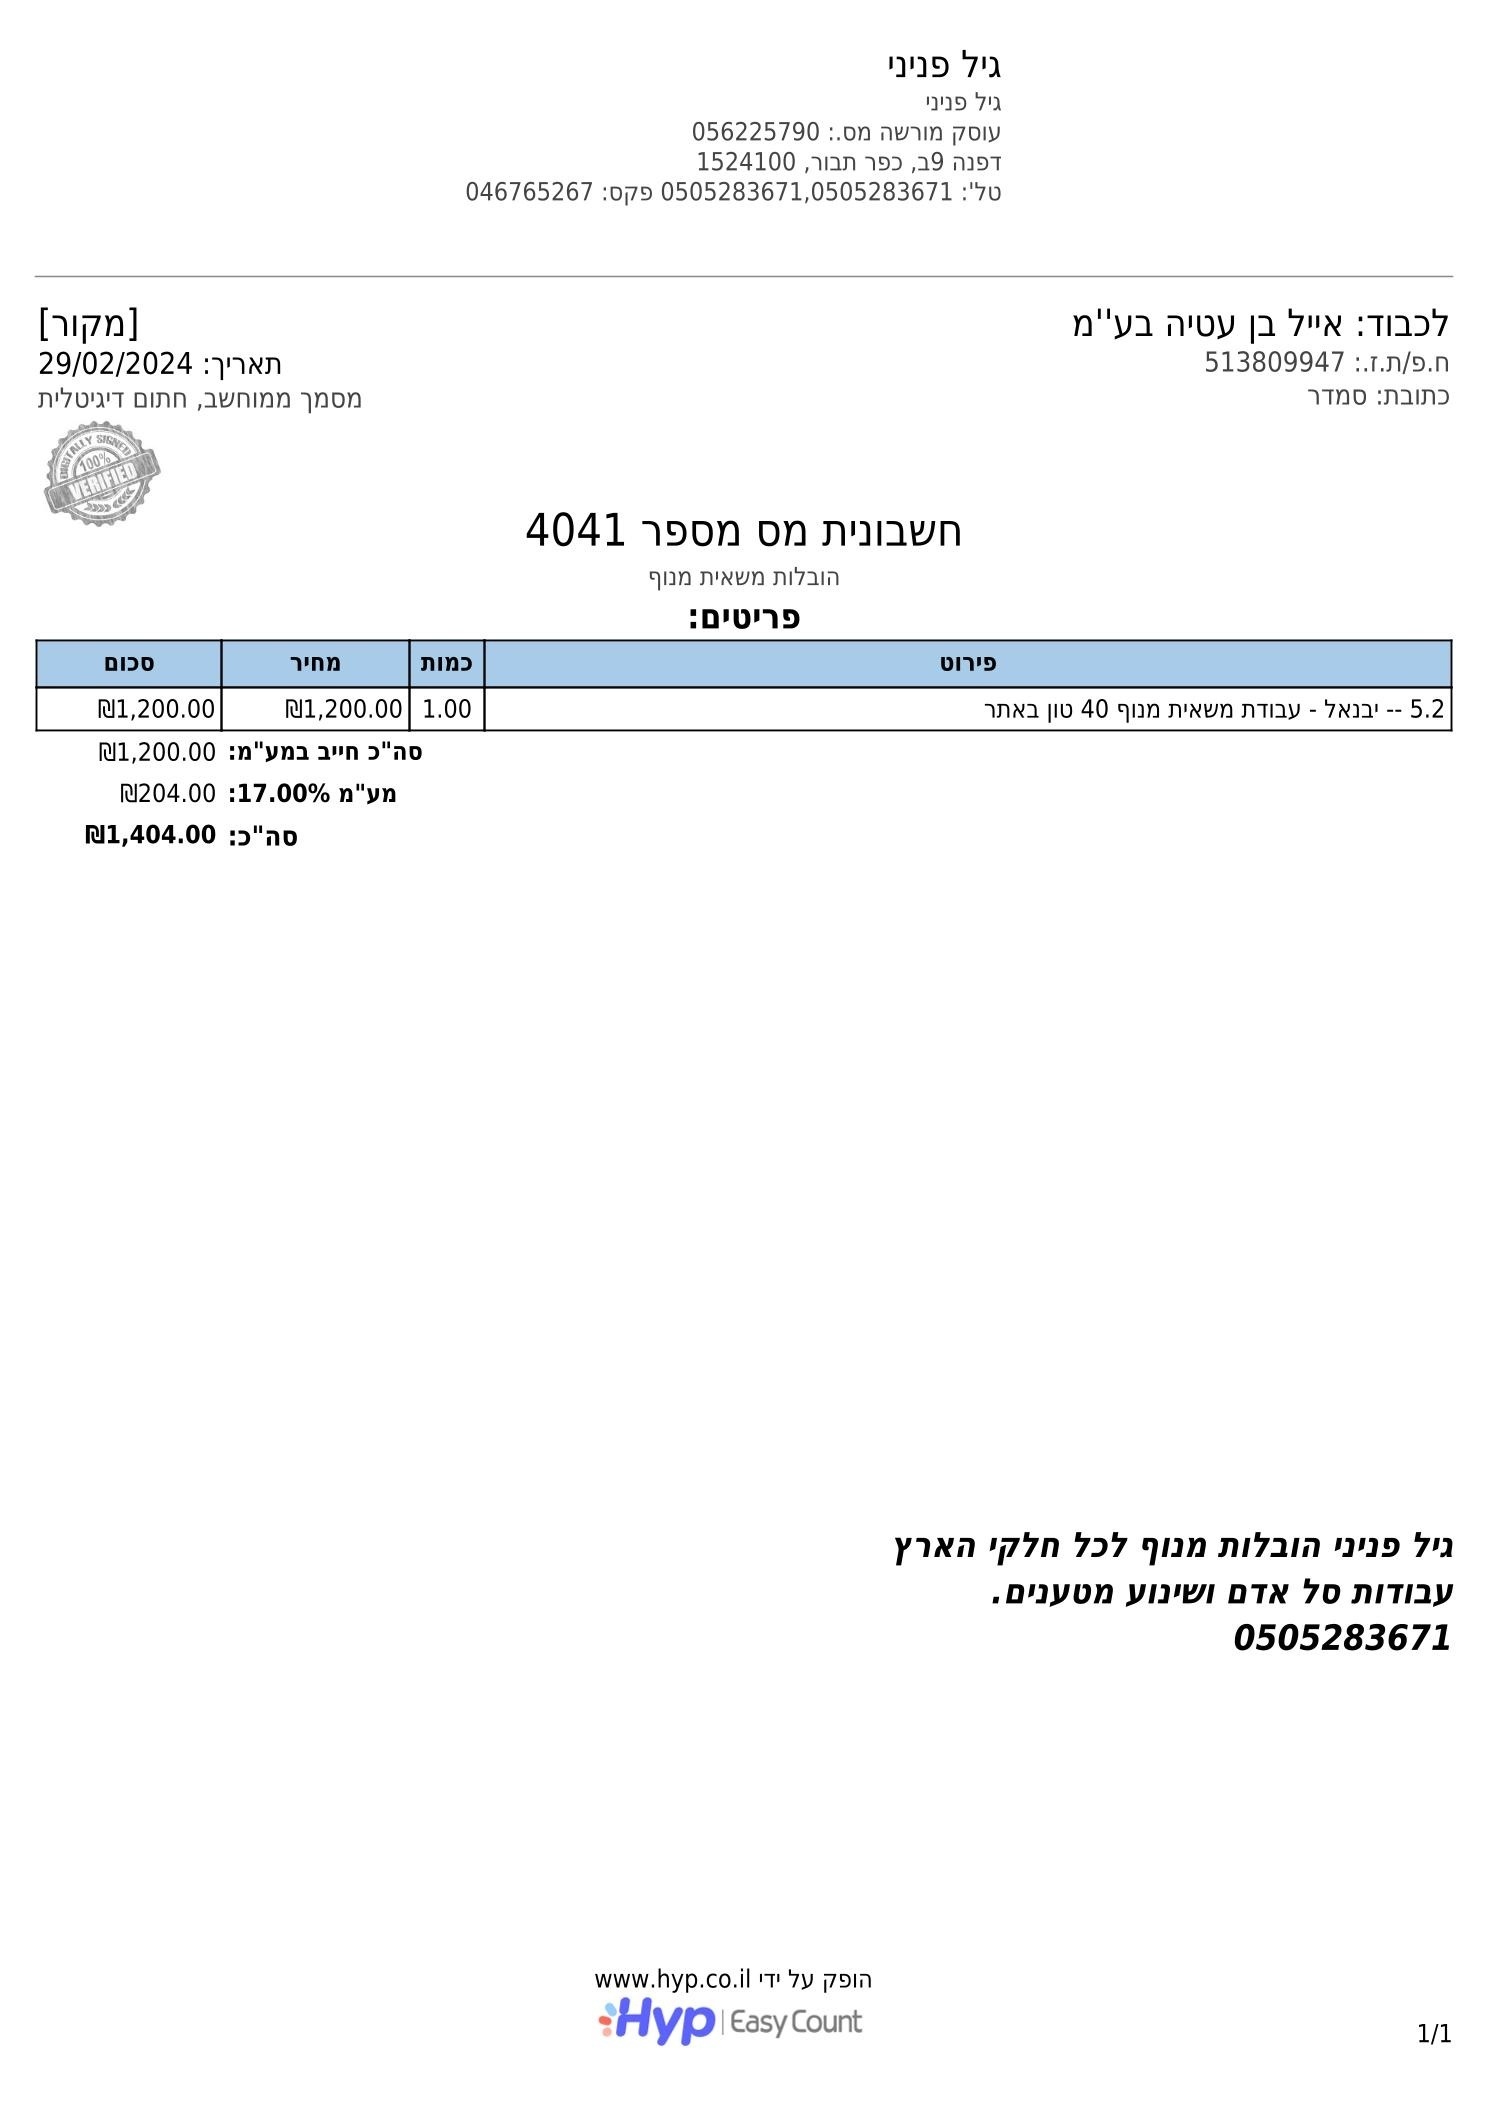 גיל פניני
גיל פניני
עוסק מורשה מס.: 056225790
דפנה 9ב, כפר תבור, 1524100
טל': 0505283671,0505283671 פקס: 046765267
לכבוד: אייל בן עטיה בע''מ
ח.פ/ת.ז.: 513809947
כתובת: סמדר
[מקור]
תאריך: 29/02/2024
מסמך ממוחשב, חתום דיגיטלית
DIGITALLY SIGNED
100%
VERIFIED
חשבונית מס מספר 4041
הובלות משאית מנוף
פריטים:
פירוט כמות מחיר סכום
5.2 -- יבנאל - עבודת משאית מנוף 40 טון באתר 1.00 ₪1,200.00 ₪1,200.00
סה"כ חייב במע"מ: ₪1,200.00
מע"מ 17.00%: ₪204.00
סה"כ: ₪1,404.00
גיל פניני הובלות מנוף לכל חלקי הארץ
עבודות סל אדם ושינוע מטענים.
0505283671
הופק על ידי www.hyp.co.il
Hyp | Easy Count
1/1